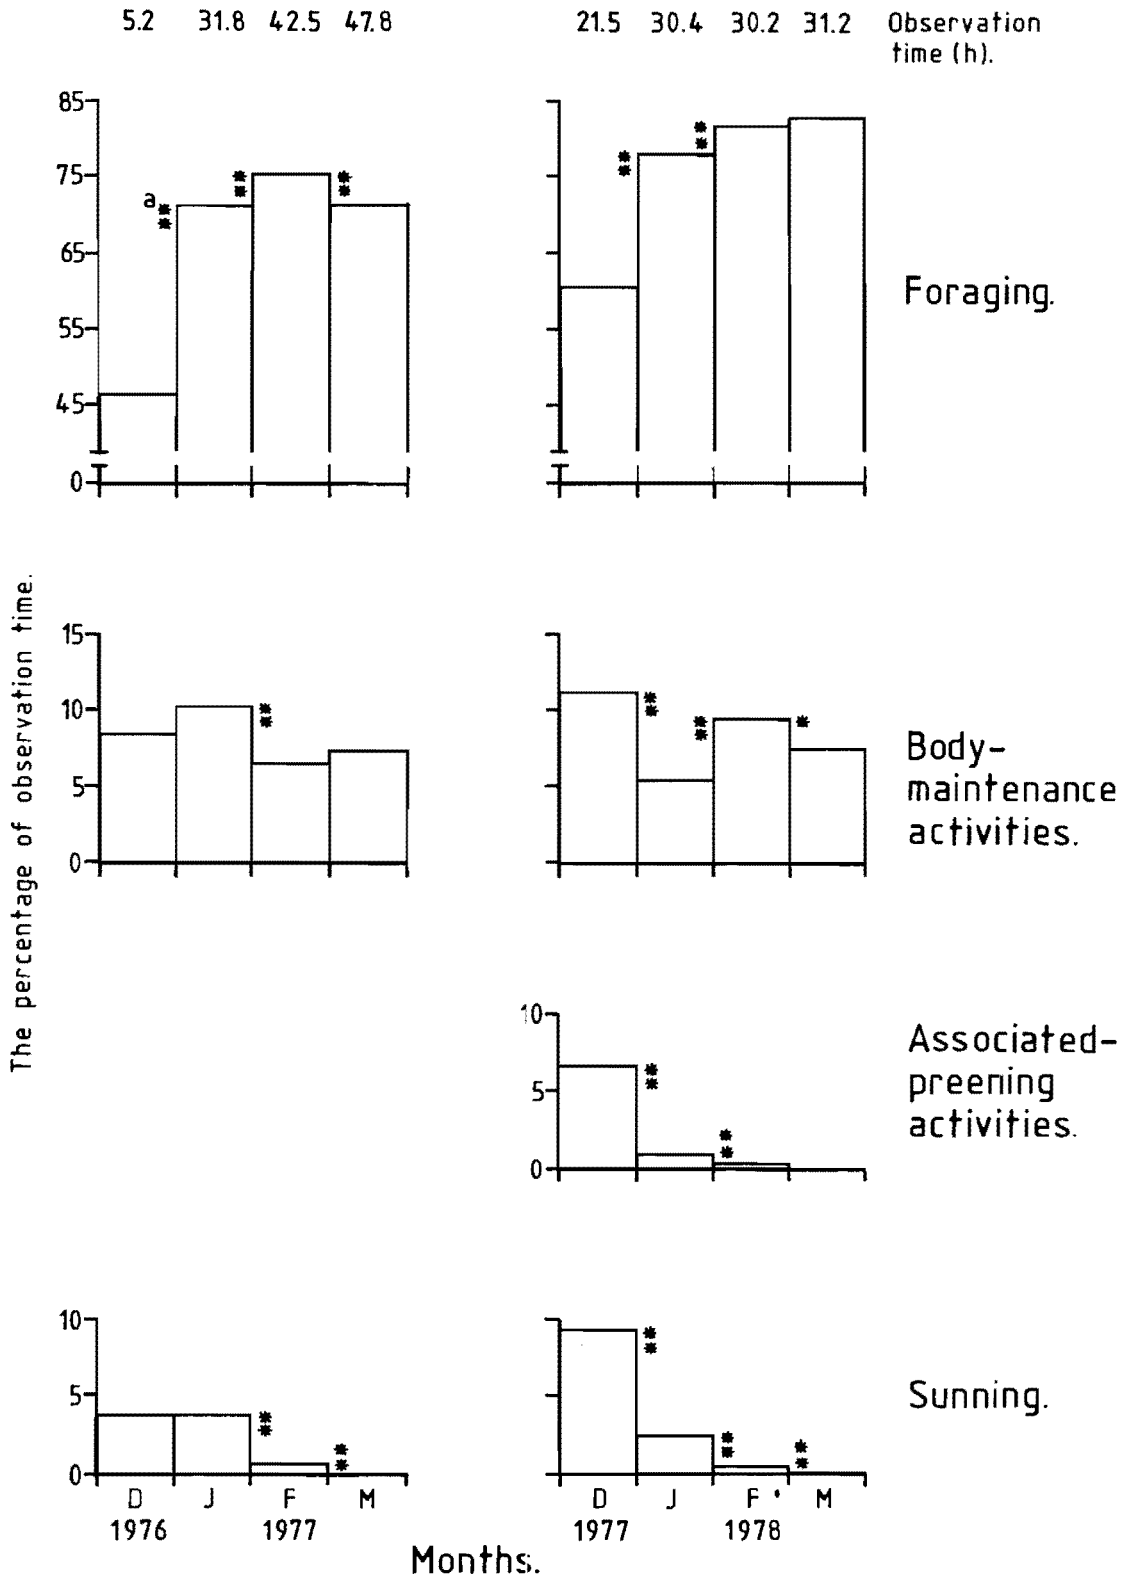 5.2 31.8 42.5 47.8 21.5 30.4 30.2 31.2 Observation
time (h).
85
75
a ** ** **
** **
65
55
45
0
Foraging.
The percentage of observation time.
15
10
5
0
**
** ** *
Body-
maintenance
activities.
10
5
0
** **
Associated-
preening
activities.
10
5
0
** **
** ** **
Sunning.
D J F M D J F M
1976 1977 1977 1978
Months.